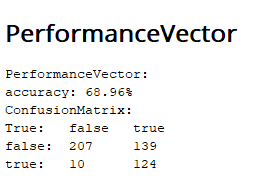 PerformanceVector
PerformanceVector:
accuracy: 68.96%
ConfusionMatrix:
True: false true
false: 207 139
true: 10 124